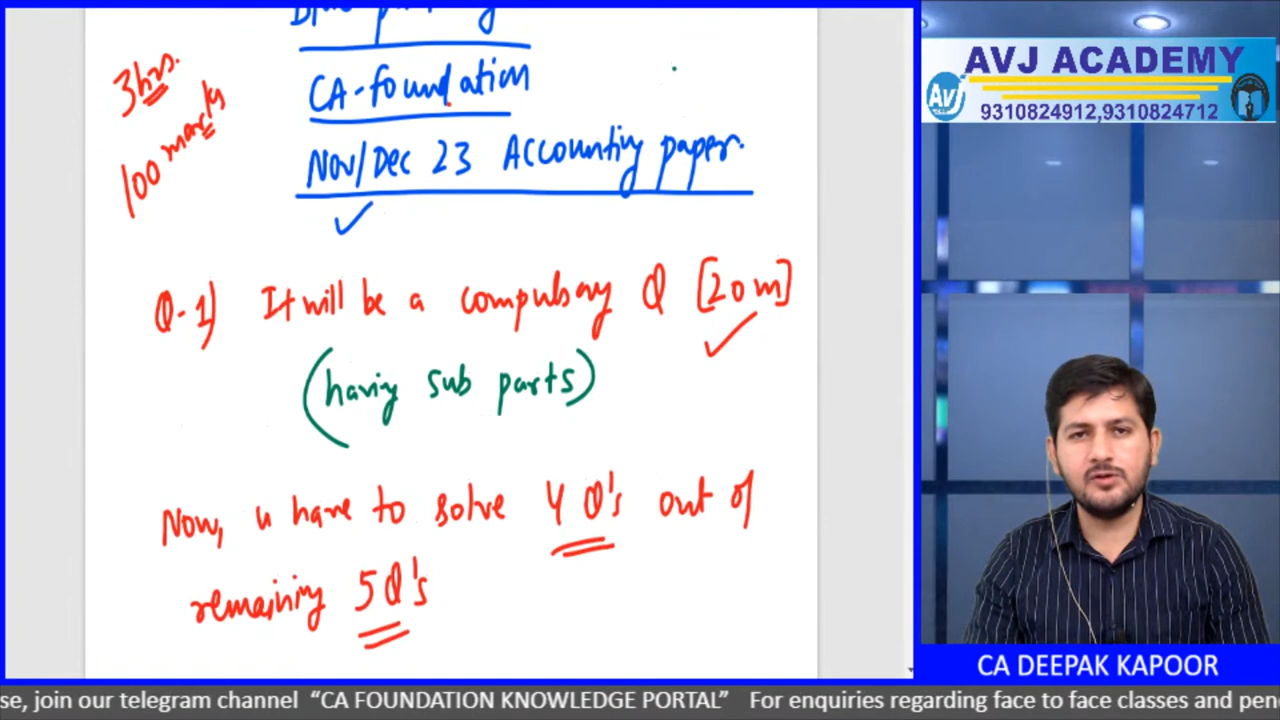 3hrs.
100 marks
CA-foundation
Nov/Dec 23 Accounting paper.
Q-1) It will be a compulsory Q [20m]
(having sub parts)
Now, u have to solve 4 Q's out of
remaining 5Q's
AVJ ACADEMY
AVJ
9310824912,9310824712
CA DEEPAK KAPOOR
se, join our telegram channel “CA FOUNDATION KNOWLEDGE PORTAL” For enquiries regarding face to face classes and pen